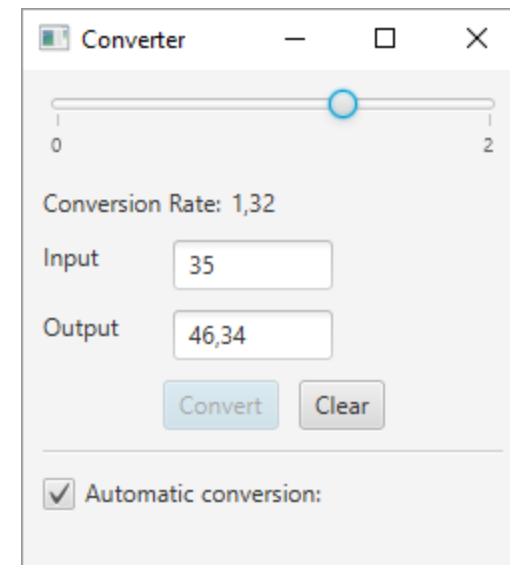 Converter
0 2
Conversion Rate: 1,32
Input 35
Output 46,34
Convert Clear
Automatic conversion: